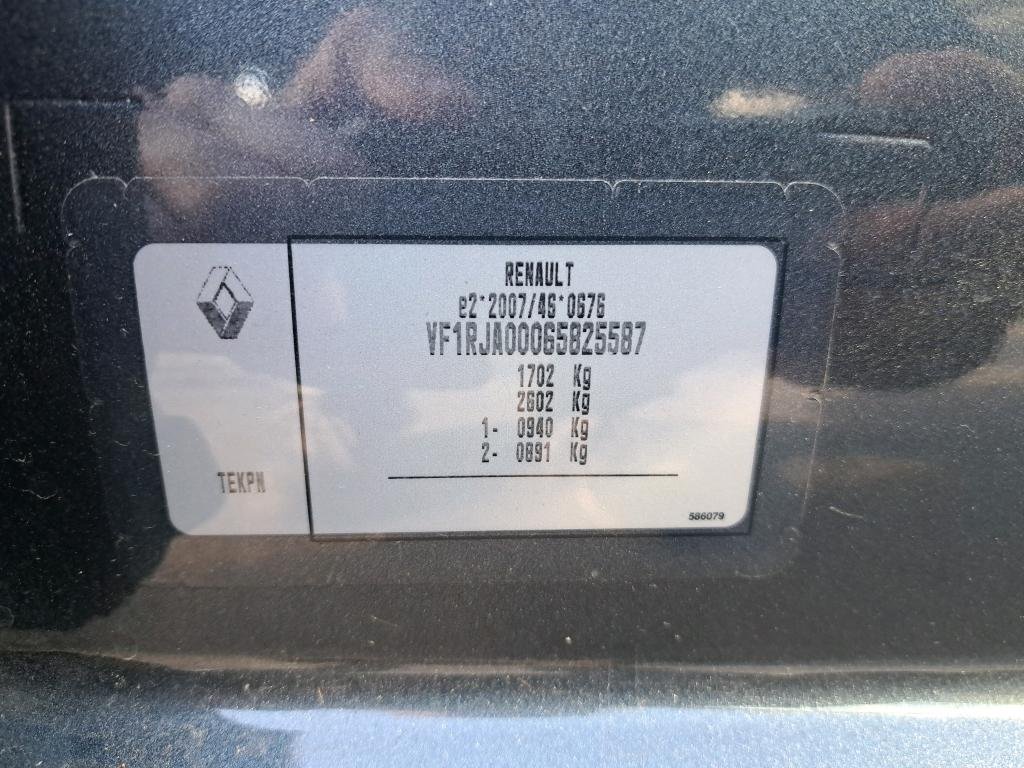 RENAULT
e2*2007/46*0676
VF1RJA00065825587
1702 Kg
2602 Kg
1- 0940 Kg
2- 0891 Kg
TEKPN
586079